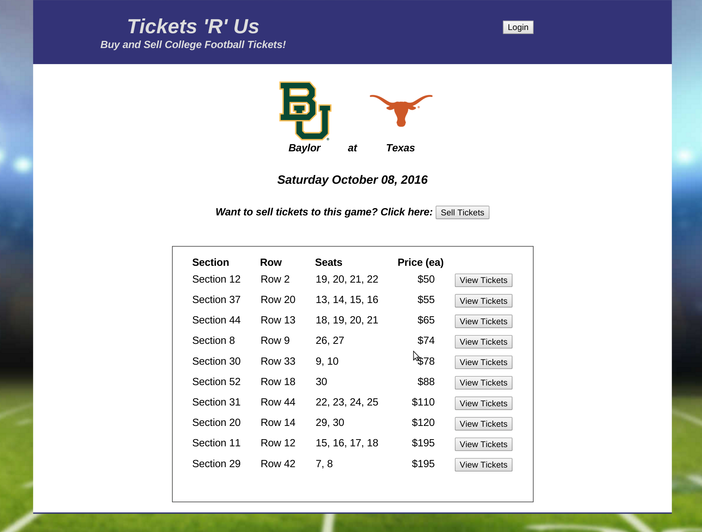 Tickets 'R' Us
Login
Buy and Sell College Football Tickets!
BU
Baylor at Texas
Saturday October 08, 2016
Want to sell tickets to this game? Click here: Sell Tickets
Section Row Seats Price (ea)
Section 12 Row 2 19, 20, 21, 22 $50 View Tickets
Section 37 Row 20 13, 14, 15, 16 $55 View Tickets
Section 44 Row 13 18, 19, 20, 21 $65 View Tickets
Section 8 Row 9 26, 27 $74 View Tickets
Section 30 Row 33 9, 10 $78 View Tickets
Section 52 Row 18 30 $88 View Tickets
Section 31 Row 44 22, 23, 24, 25 $110 View Tickets
Section 20 Row 14 29, 30 $120 View Tickets
Section 11 Row 12 15, 16, 17, 18 $195 View Tickets
Section 29 Row 42 7, 8 $195 View Tickets